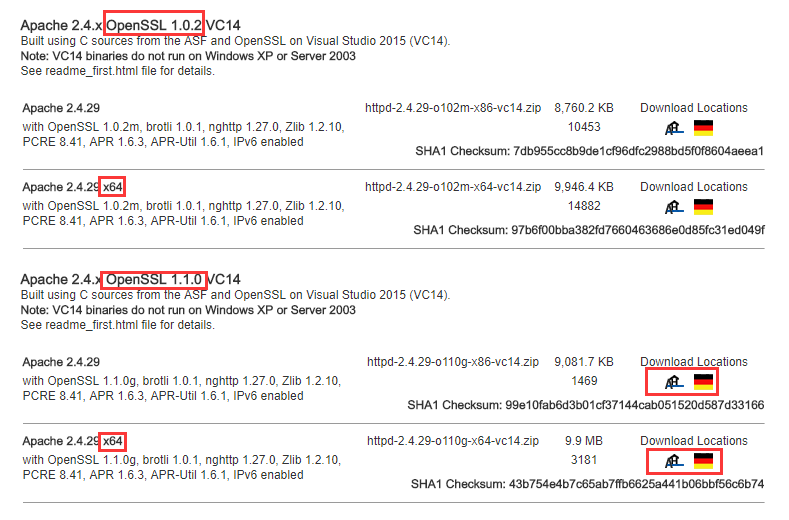 Apache 2.4.x OpenSSL 1.0.2 VC14
Built using C sources from the ASF and OpenSSL on Visual Studio 2015 (VC14).
Note: VC14 binaries do not run on Windows XP or Server 2003
See readme_first.html file for details.
Apache 2.4.29 httpd-2.4.29-o102m-x86-vc14.zip 8,760.2 KB Download Locations
with OpenSSL 1.0.2m, brotli 1.0.1, nghttp 1.27.0, Zlib 1.2.10, 10453
PCRE 8.41, APR 1.6.3, APR-Util 1.6.1, IPv6 enabled
SHA1 Checksum: 7db955cc8b9de1cf96dfc2988bd5f0f8604aeea1
Apache 2.4.29 x64 httpd-2.4.29-o102m-x64-vc14.zip 9,946.4 KB Download Locations
with OpenSSL 1.0.2m, brotli 1.0.1, nghttp 1.27.0, Zlib 1.2.10, 14882
PCRE 8.41, APR 1.6.3, APR-Util 1.6.1, IPv6 enabled
SHA1 Checksum: 97b6f00bba382fd7660463686e0d85fc31ed049f
Apache 2.4.x OpenSSL 1.1.0 VC14
Built using C sources from the ASF and OpenSSL on Visual Studio 2015 (VC14).
Note: VC14 binaries do not run on Windows XP or Server 2003
See readme_first.html file for details.
Apache 2.4.29 httpd-2.4.29-o110g-x86-vc14.zip 9,081.7 KB Download Locations
with OpenSSL 1.1.0g, brotli 1.0.1, nghttp 1.27.0, Zlib 1.2.10, 1469
PCRE 8.41, APR 1.6.3, APR-Util 1.6.1, IPv6 enabled
SHA1 Checksum: 99e10fab6d3b01cf37144cab051520d587d33166
Apache 2.4.29 x64 httpd-2.4.29-o110g-x64-vc14.zip 9.9 MB Download Locations
with OpenSSL 1.1.0g, brotli 1.0.1, nghttp 1.27.0, Zlib 1.2.10, 3181
PCRE 8.41, APR 1.6.3, APR-Util 1.6.1, IPv6 enabled
SHA1 Checksum: 43b754e4b7c65ab7ffb6625a441b06bbf56c6b74